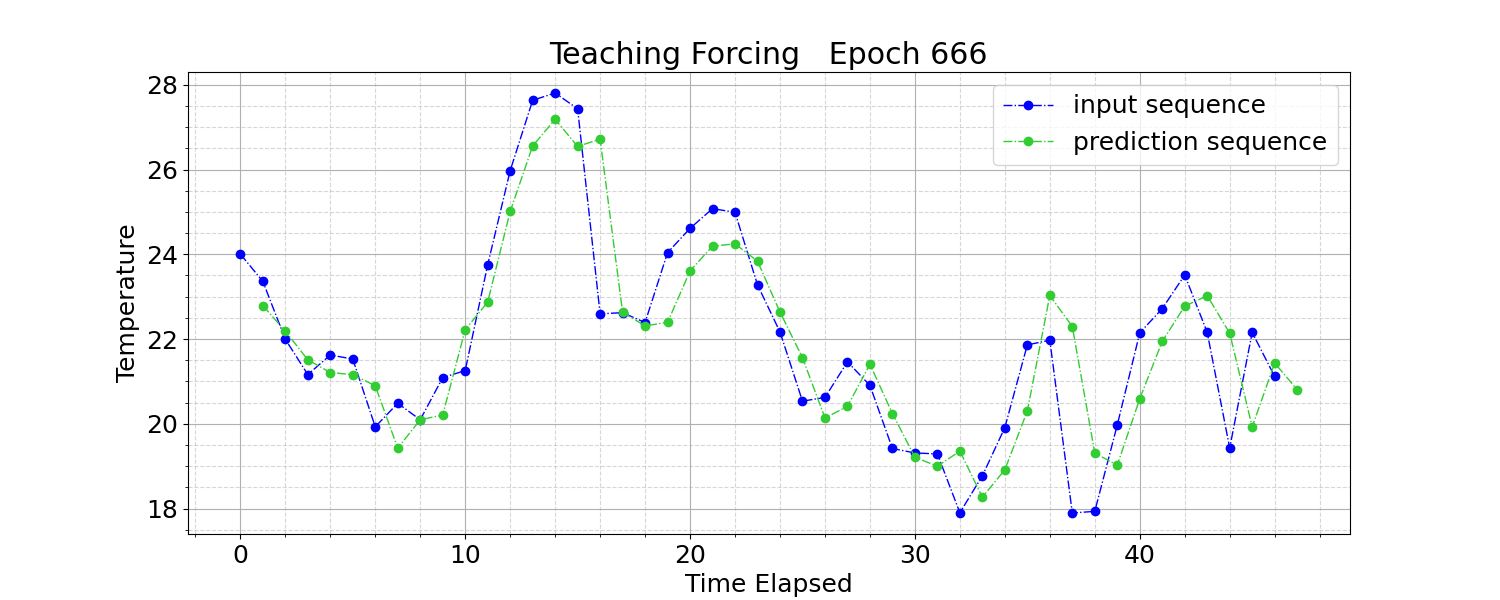 Teaching Forcing   Epoch 666
28
26
24
22
20
18
Temperature
input sequence
prediction sequence
0 10 20 30 40
Time Elapsed